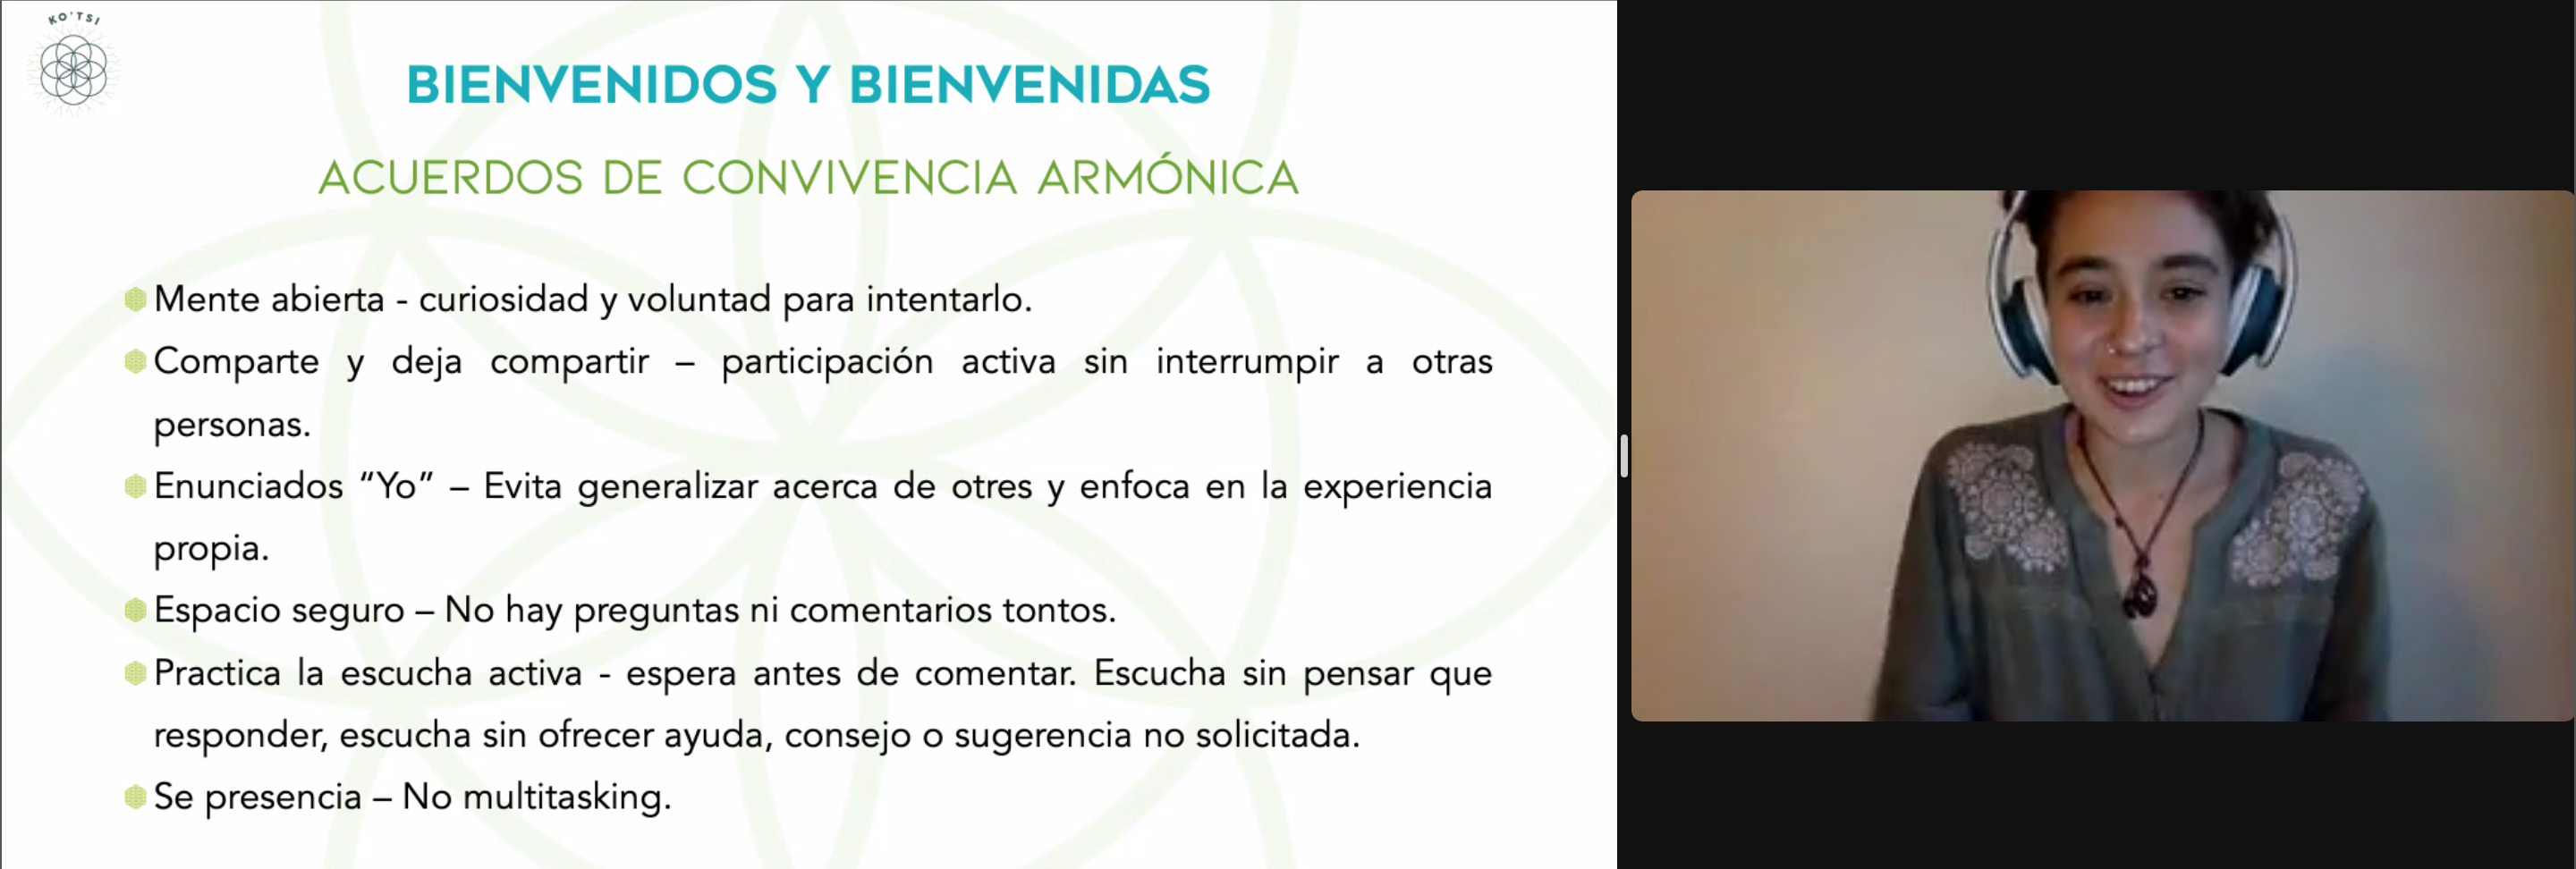 KO'TSI
BIENVENIDOS Y BIENVENIDAS
ACUERDOS DE CONVIVENCIA ARMÓNICA
Mente abierta - curiosidad y voluntad para intentarlo.
Comparte y deja compartir – participación activa sin interrumpir a otras
personas.
Enunciados “Yo” – Evita generalizar acerca de otres y enfoca en la experiencia
propia.
Espacio seguro – No hay preguntas ni comentarios tontos.
Practica la escucha activa - espera antes de comentar. Escucha sin pensar que
responder, escucha sin ofrecer ayuda, consejo o sugerencia no solicitada.
Se presencia – No multitasking.